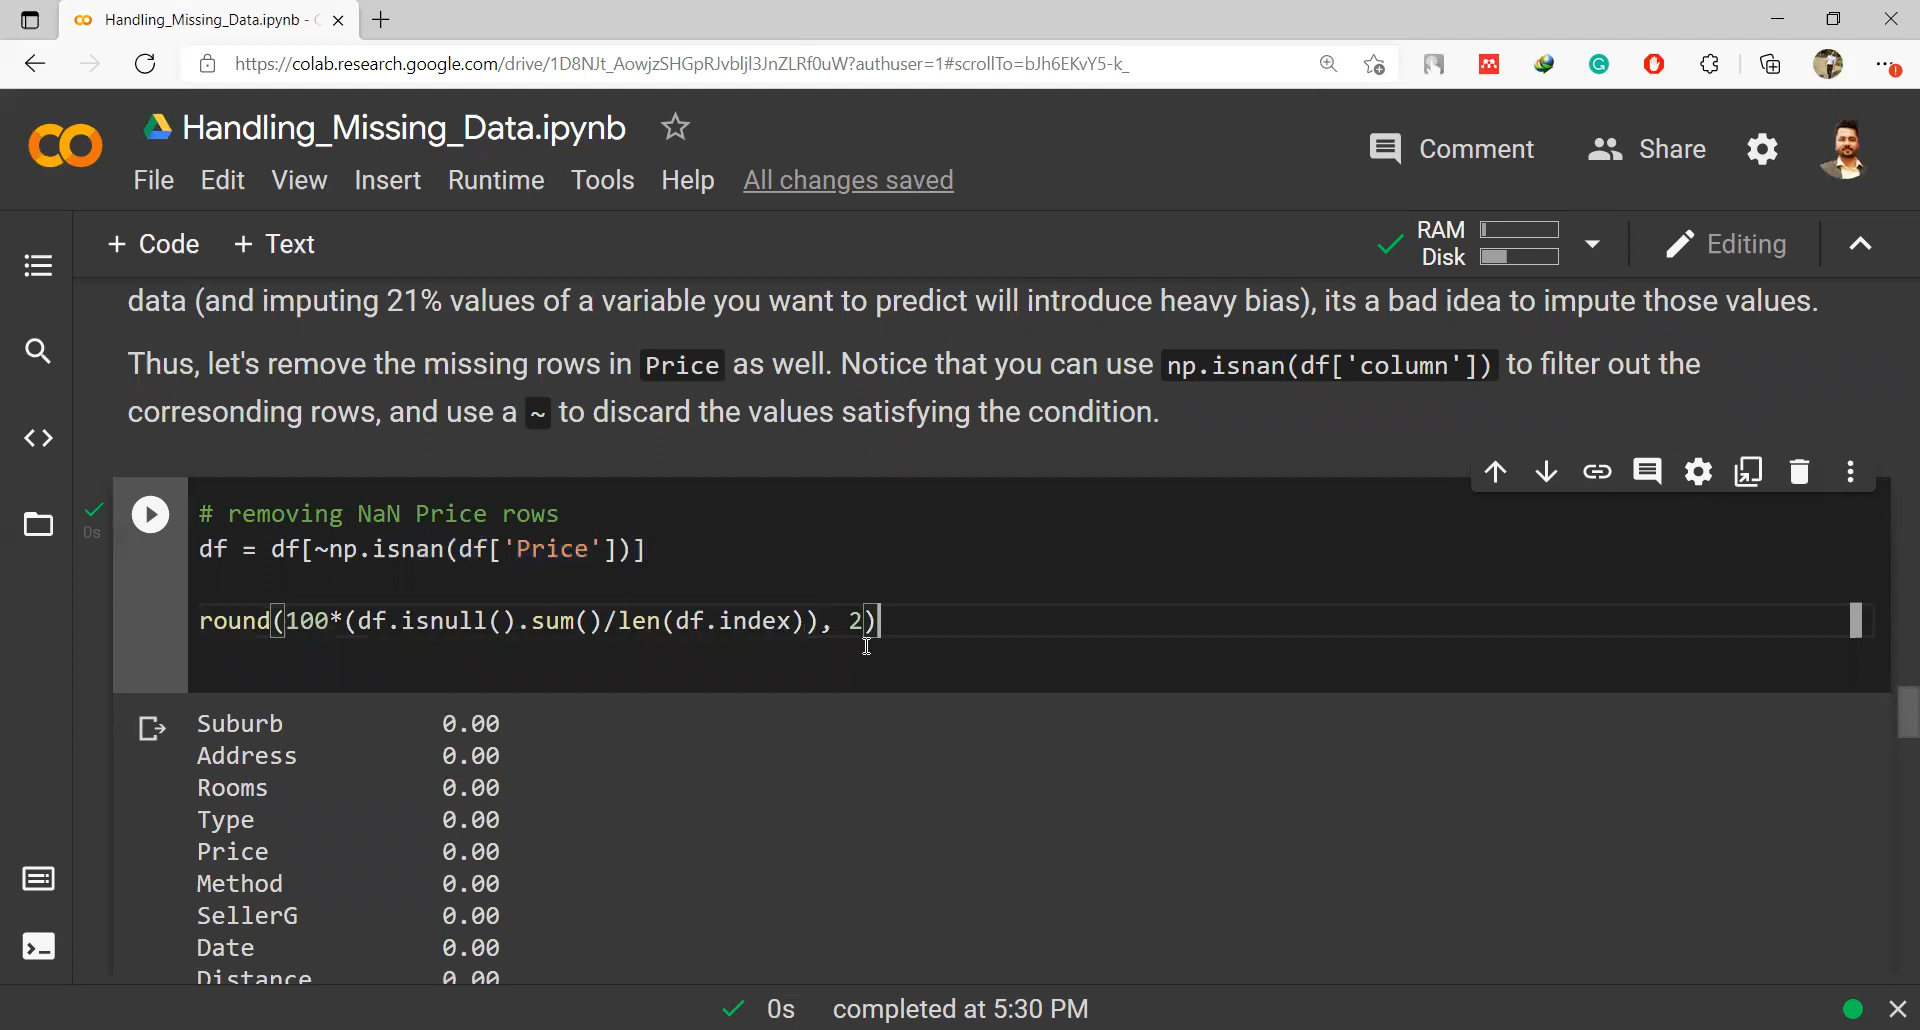 Handling_Missing_Data.ipynb - C
https://colab.research.google.com/drive/1D8NJt_AowjzSHGpRJvbljl3JnZLRf0uW?authuser=1#scrollTo=bJh6EKvY5-k_
Handling_Missing_Data.ipynb
Comment Share
File Edit View Insert Runtime Tools Help All changes saved
+ Code + Text
RAM
Disk
Editing
data (and imputing 21% values of a variable you want to predict will introduce heavy bias), its a bad idea to impute those values.
Thus, let's remove the missing rows in Price as well. Notice that you can use np.isnan(df['column']) to filter out the
corresonding rows, and use a ~ to discard the values satisfying the condition.
0s
# removing NaN Price rows
df = df[~np.isnan(df['Price'])]
round(100*(df.isnull().sum()/len(df.index)), 2)
Suburb 0.00
Address 0.00
Rooms 0.00
Type 0.00
Price 0.00
Method 0.00
SellerG 0.00
Date 0.00
Distance 0.00
0s completed at 5:30 PM